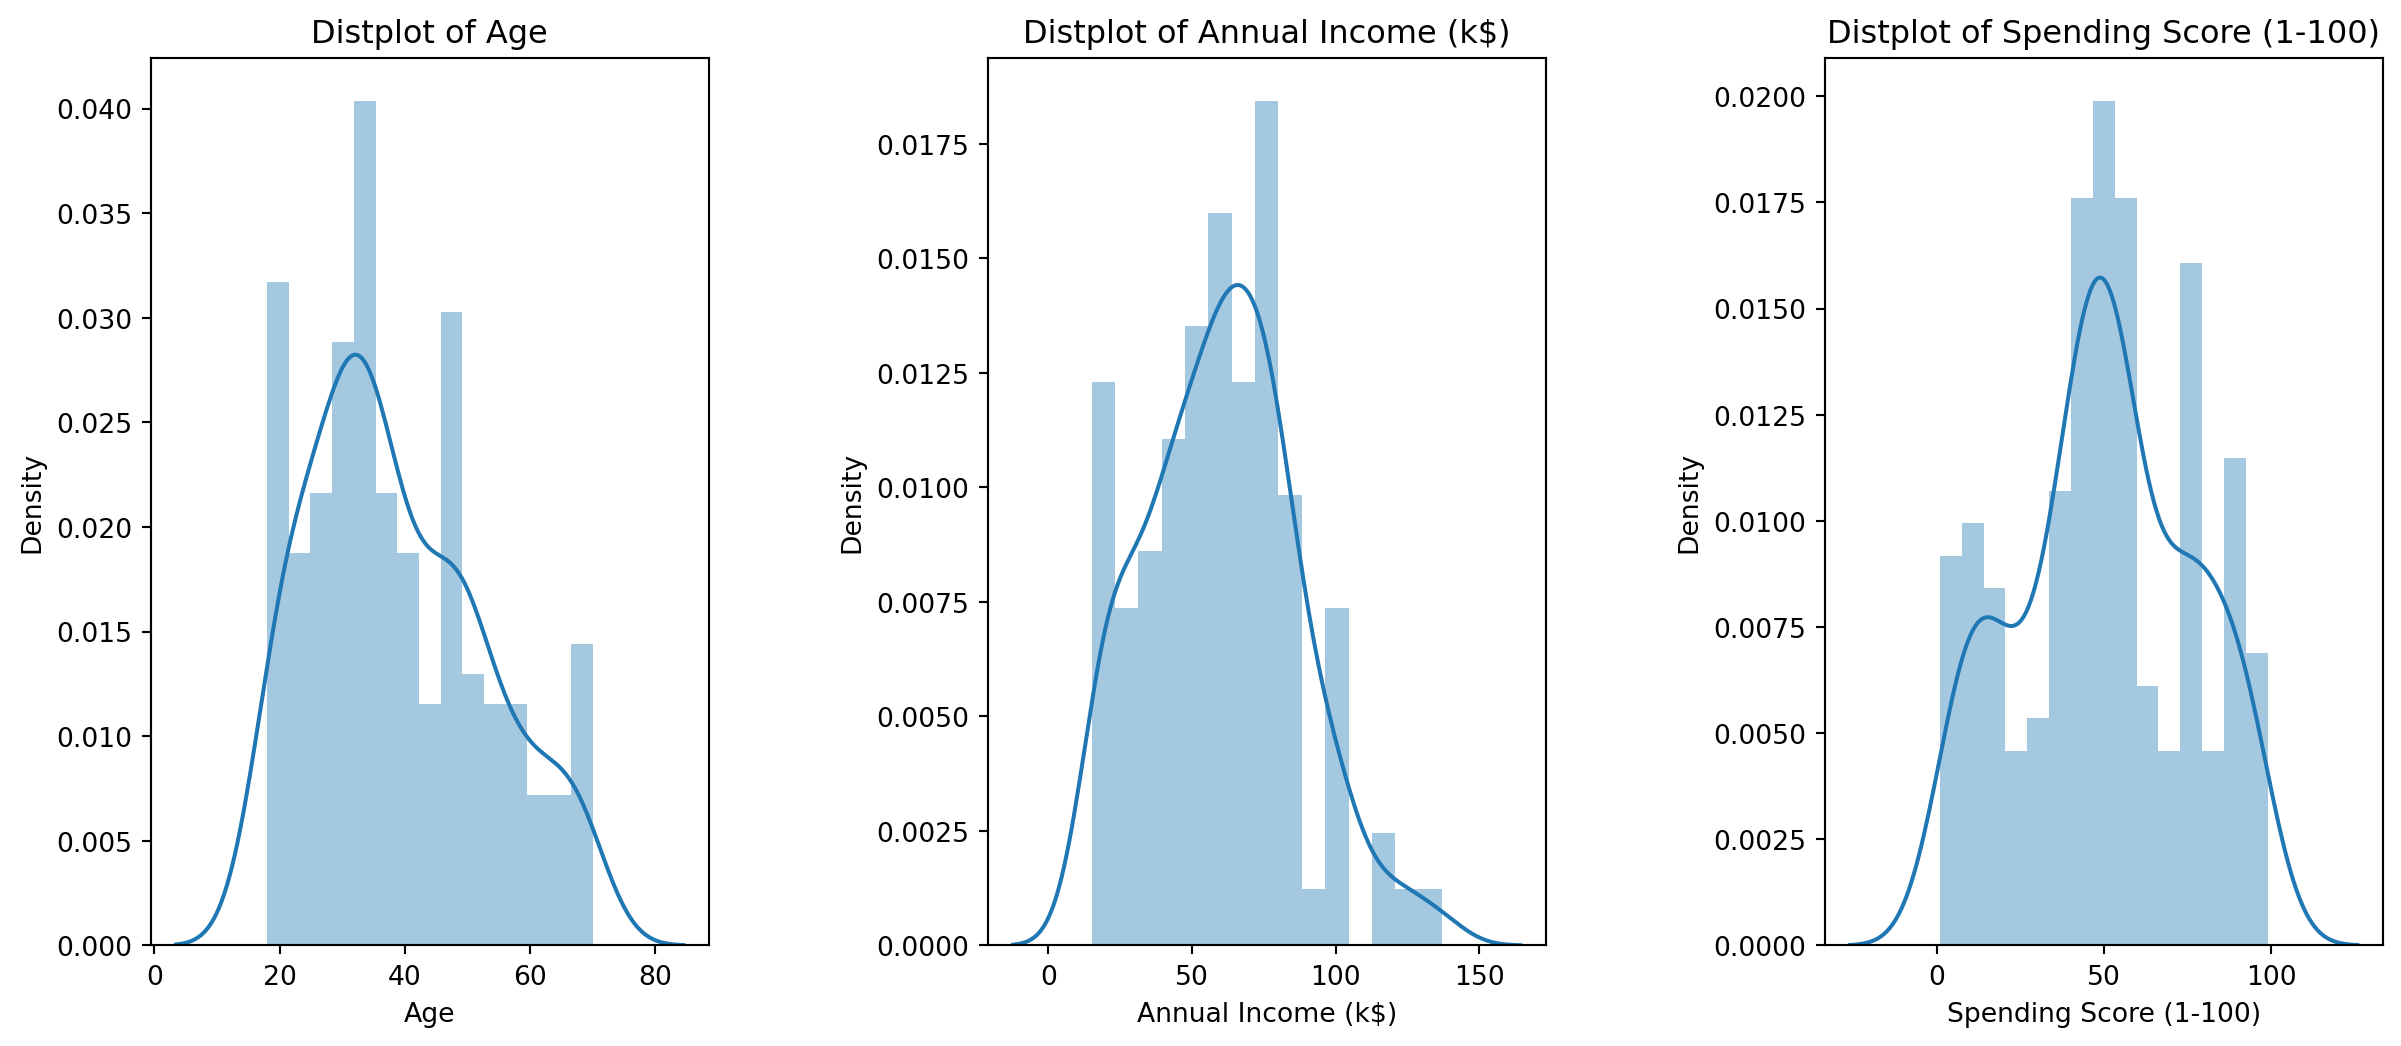 Distplot of Age
0.040
0.035
0.030
0.025
0.020
0.015
0.010
0.005
0.000
Density
0 20 40 60 80
Age
Distplot of Annual Income (k$)
0.0175
0.0150
0.0125
0.0100
0.0075
0.0050
0.0025
0.0000
Density
0 50 100 150
Annual Income (k$)
Distplot of Spending Score (1-100)
0.0200
0.0175
0.0150
0.0125
0.0100
0.0075
0.0050
0.0025
0.0000
Density
0 50 100
Spending Score (1-100)